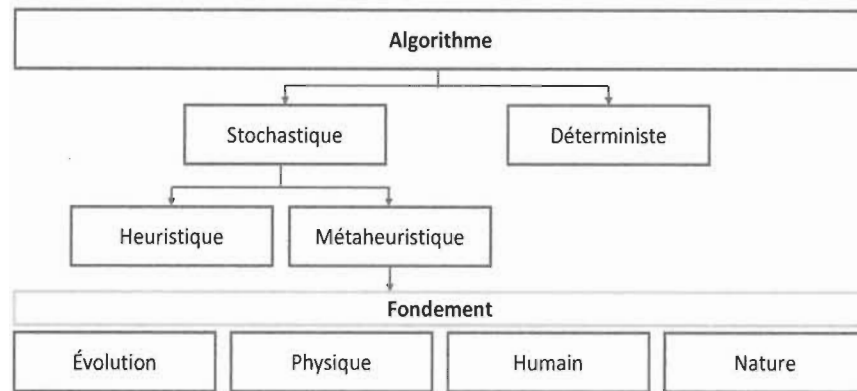 Algorithme
Stochastique
Déterministe
Heuristique
Métaheuristique
Fondement
Évolution
Physique
Humain
Nature